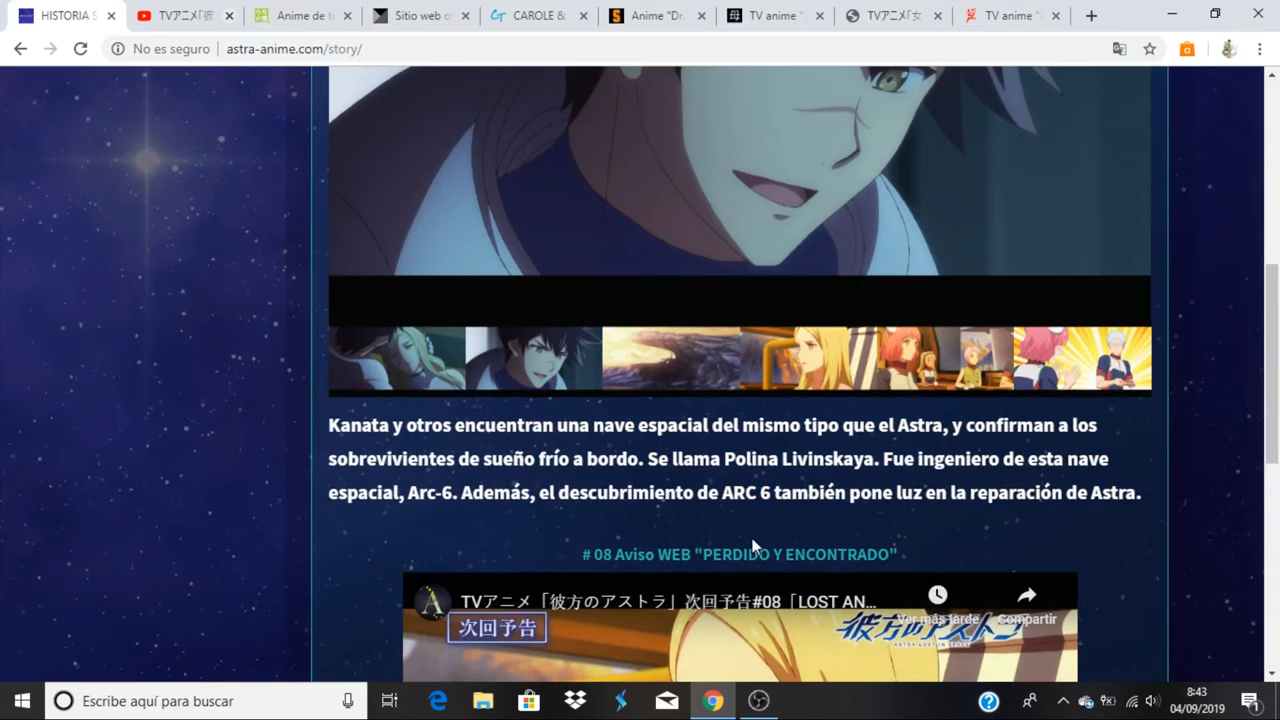 HISTORIA S
TVアニメ「彼
Anime de t
Sitio web o
CAROLE &
Anime "Dr.
TV anime "
TVアニメ「女
TV anime "
No es seguro
astra-anime.com/story/
Kanata y otros encuentran una nave espacial del mismo tipo que el Astra, y confirman a los
sobrevivientes de sueño frío a bordo. Se llama Polina Livinskaya. Fue ingeniero de esta nave
espacial, Arc-6. Además, el descubrimiento de ARC 6 también pone luz en la reparación de Astra.
# 08 Aviso WEB "PERDIDO Y ENCONTRADO"
TVアニメ「彼方のアストラ」次回予告#08「LOST AN...
Ver más tarde
Compartir
次回予告
彼方のアストラ
ASTRA LOST IN SPACE
Escribe aquí para buscar
8:43
04/09/2019